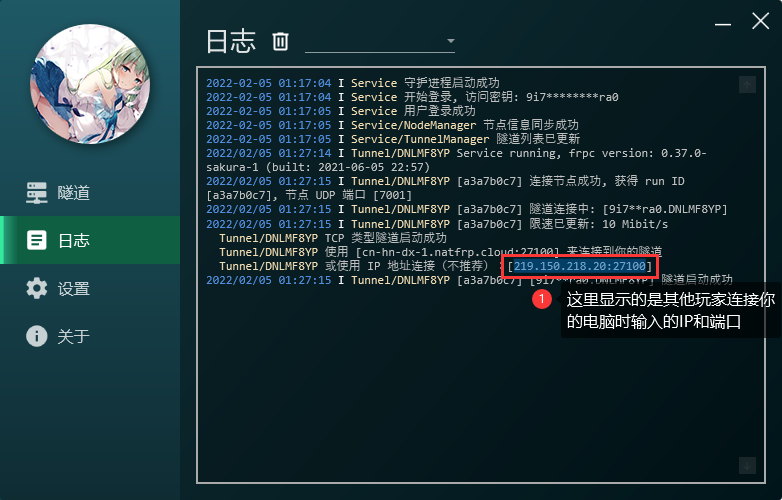 日志
2022-02-05 01:17:04 I Service 守护进程启动成功
2022-02-05 01:17:04 I Service 开始登录, 访问密钥: 9i7********ra0
2022-02-05 01:17:05 I Service 用户登录成功
2022-02-05 01:17:05 I Service/NodeManager 节点信息同步成功
2022-02-05 01:17:05 I Service/TunnelManager 隧道列表已更新
2022/02/05 01:27:14 I Tunnel/DNLMF8YP Service running, frpc version: 0.37.0-
sakura-1 (built: 2021-06-05 22:57)
2022/02/05 01:27:15 I Tunnel/DNLMF8YP [a3a7b0c7] 连接节点成功, 获得 run ID
[a3a7b0c7], 节点 UDP 端口 [7001]
2022/02/05 01:27:15 I Tunnel/DNLMF8YP 隧道连接中: [9i7**ra0.DNLMF8YP]
2022/02/05 01:27:15 I Tunnel/DNLMF8YP [a3a7b0c7] 限速已更新: 10 Mibit/s
Tunnel/DNLMF8YP TCP 类型隧道启动成功
Tunnel/DNLMF8YP 使用 [cn-hn-dx-1.natfrp.cloud:27100] 来连接到你的隧道
Tunnel/DNLMF8YP 或使用 IP 地址连接（不推荐）：[219.150.218.20:27100]
2022/02/05 01:27:15 I Tunnel/DNLMF8YP [a3a7b0c7] [9i7**ra0.DNLMF8YP] 隧道启动成功
隧道
日志
设置
关于
1 这里显示的是其他玩家连接你
的电脑时输入的IP和端口